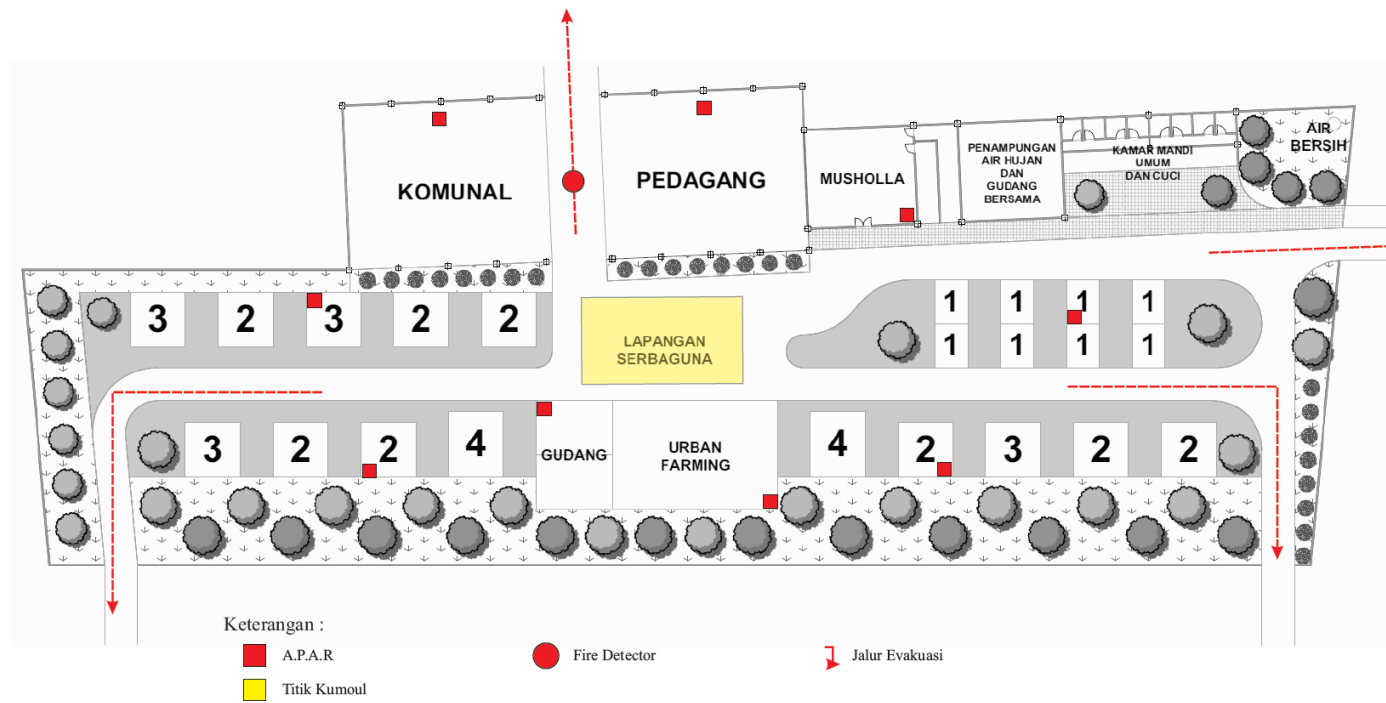 KOMUNAL
PEDAGANG
MUSHOLLA
PENAMPUNGAN
AIR HUJAN
DAN
GUDANG
BERSAMA
KAMAR MANDI
UMUM
DAN CUCI
AIR
BERSIH
3 2 3 2 2
LAPANGAN
SERBAGUNA
1 1 1 1
1 1 1 1
3 2 2 4
GUDANG
URBAN
FARMING
4 2 3 2 2
Keterangan :
A.P.A.R
Fire Detector
Jalur Evakuasi
Titik Kumoul